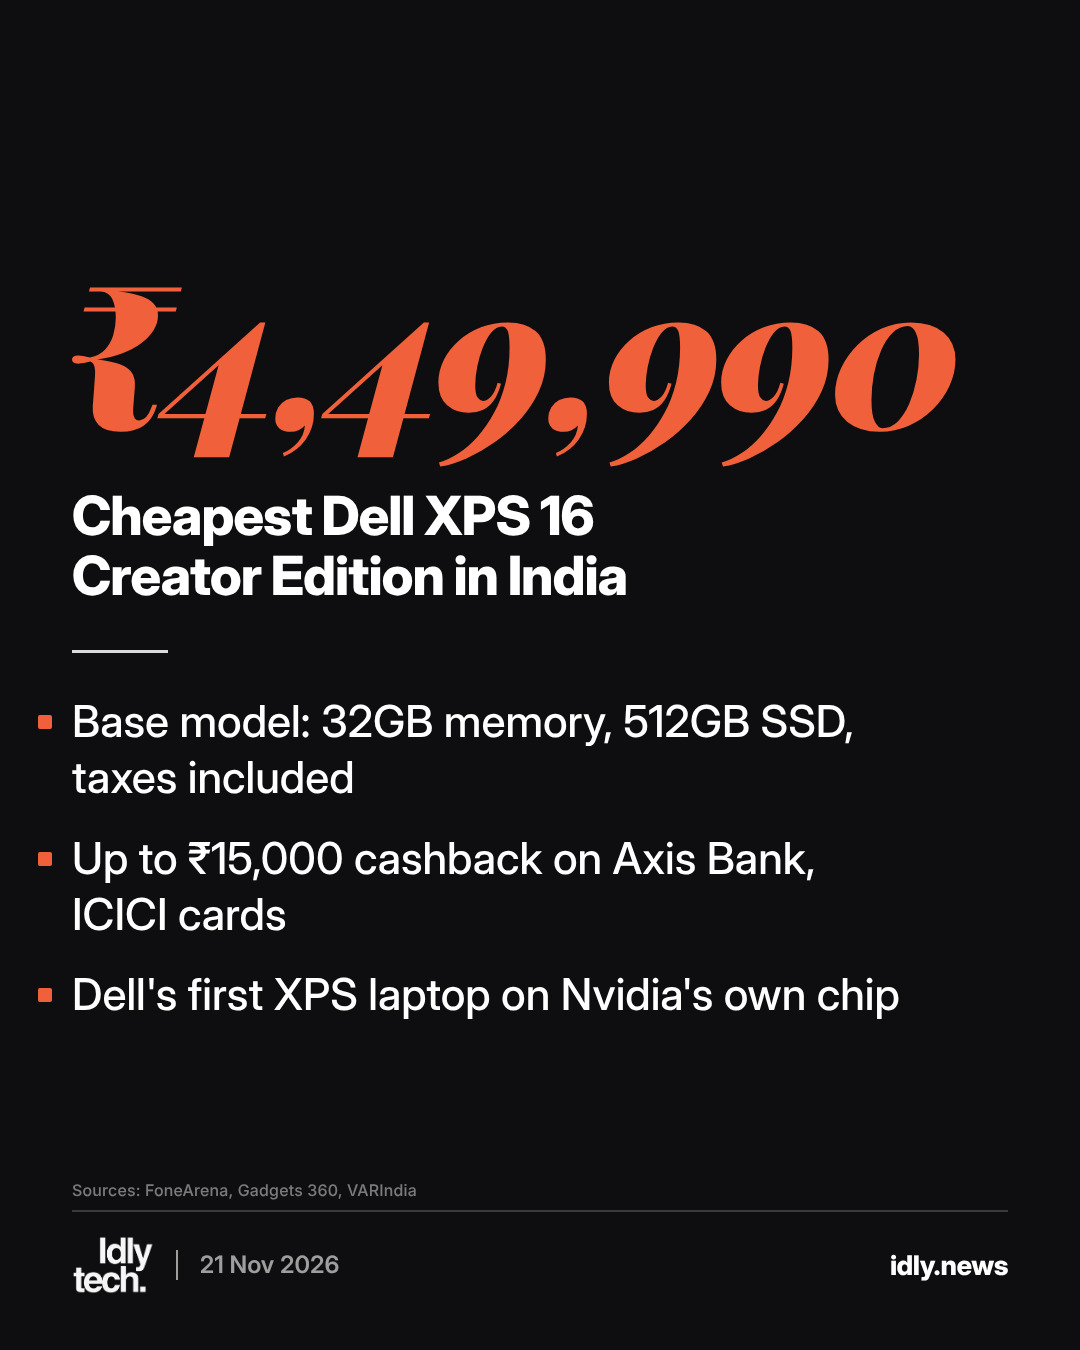 ₹4,49,990
Cheapest Dell XPS 16
Creator Edition in India
Base model: 32GB memory, 512GB SSD,
taxes included
Up to ₹15,000 cashback on Axis Bank,
ICICI cards
Dell's first XPS laptop on Nvidia's own chip
Sources: FoneArena, Gadgets 360, VARIndia
Idly
tech.
21 Nov 2026
idly.news